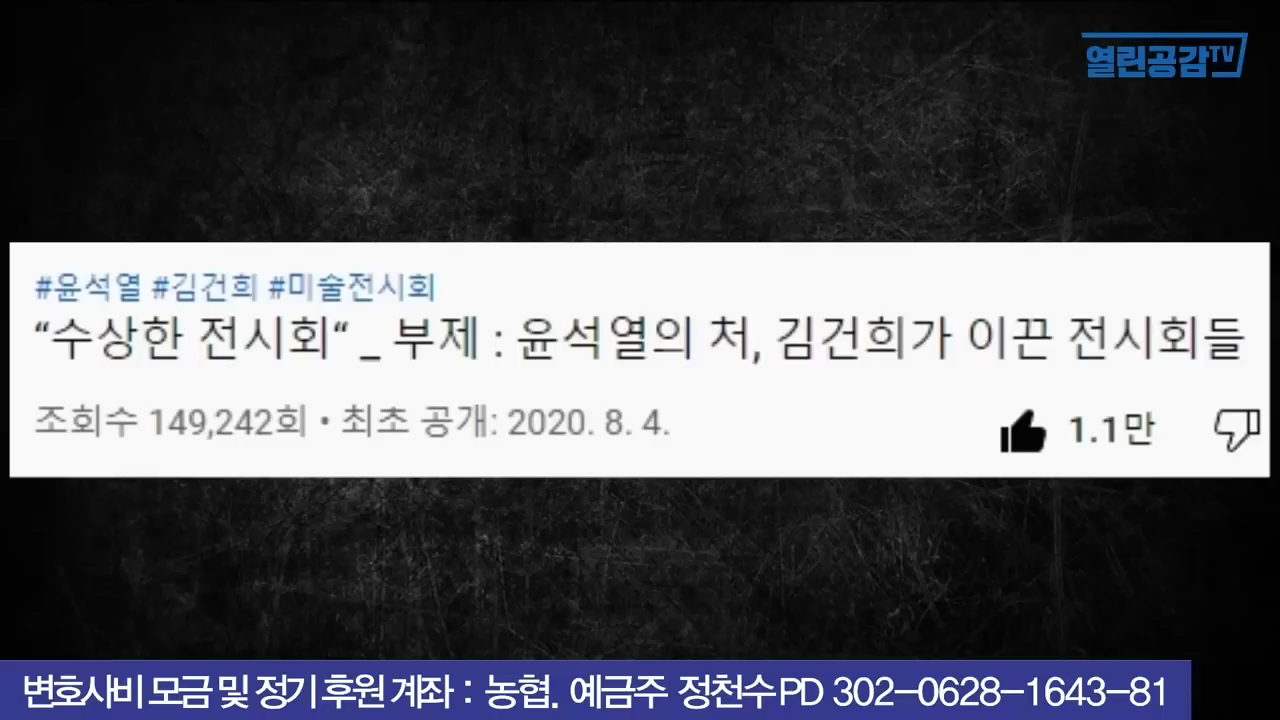 열린공감TV
#윤석열 #김건희 #미술전시회
“수상한 전시회“ _ 부제 : 윤석열의 처, 김건희가 이끈 전시회들
조회수 149,242회 • 최초 공개: 2020. 8. 4.
1.1만
변호사비 모금 및 정기 후원 계좌 : 농협. 예금주 정천수PD 302-0628-1643-81